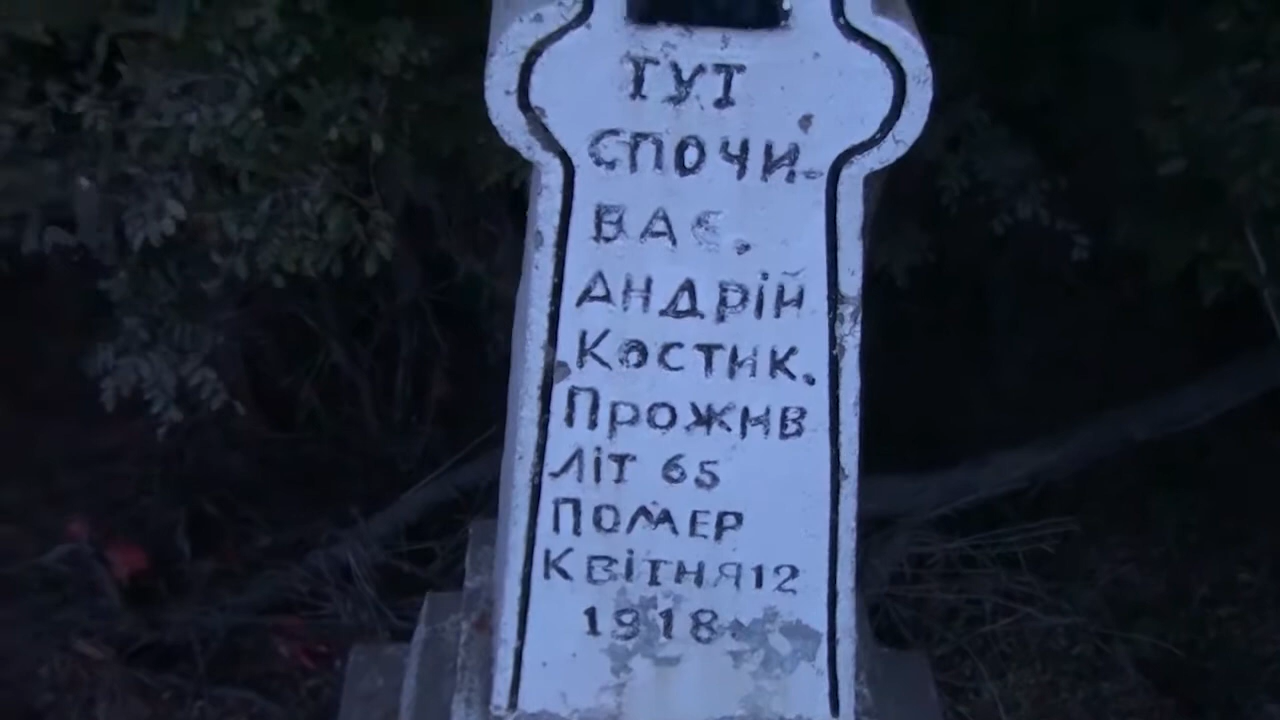 ТУТ
СПОЧИ-
ВАЄ.
АНДРІЙ
КОСТИК.
ПРОЖИВ
ЛІТ 65
ПОМЕР
КВІТНЯ 12
1918